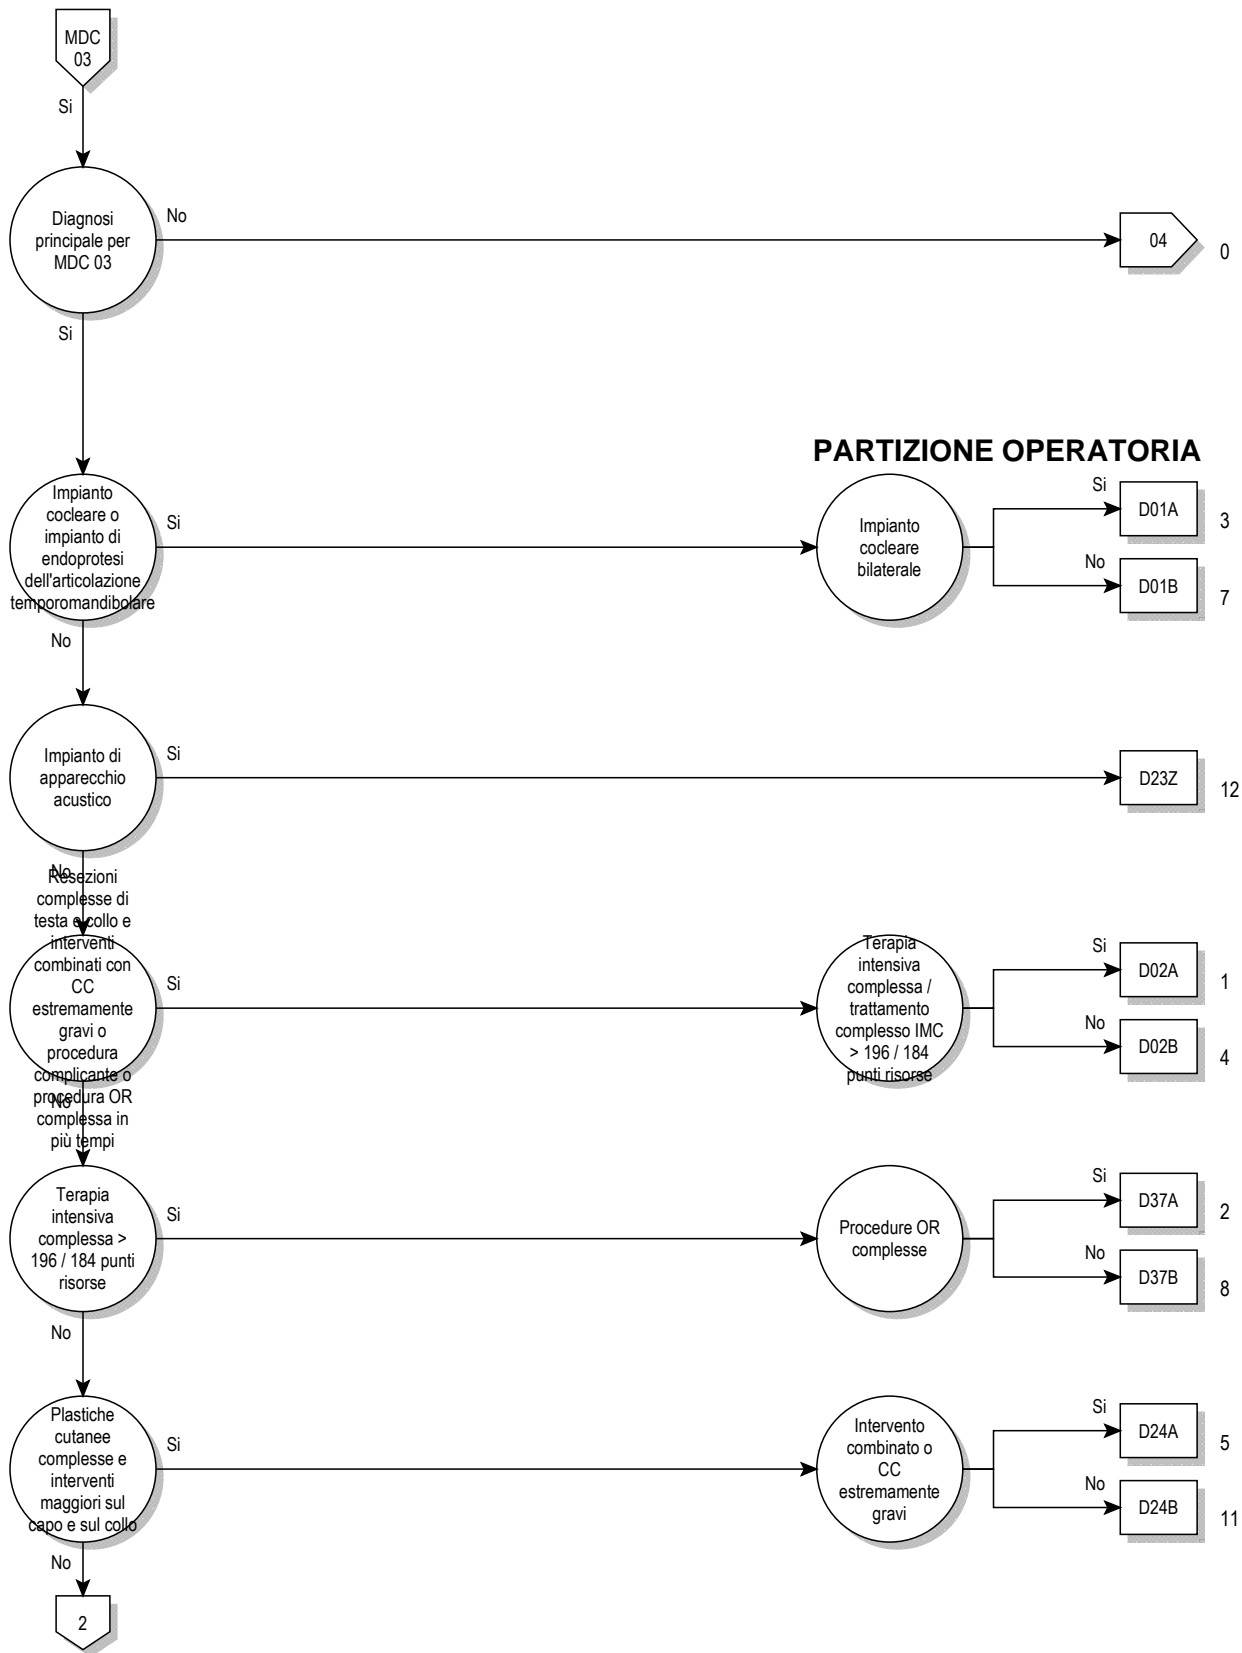 MDC
03
Si
Diagnosi
principale per
MDC 03
No
04
0
Si
PARTIZIONE OPERATORIA
Impianto
cocleare o
impianto di
endoprotesi
dell'articolazione
temporomandibolare
Si
Impianto
cocleare
bilaterale
Si
D01A
3
No
D01B
7
No
Impianto di
apparecchio
acustico
Si
D23Z
12
No
Resezioni
complesse di
testa e collo e
interventi
combinati con
CC
estremamente
gravi o
procedura
complicante o
procedura OR
complessa in
più tempi
Si
Terapia
intensiva
complessa /
trattamento
complesso IMC
> 196 / 184
punti risorse
Si
D02A
1
No
D02B
4
No
Terapia
intensiva
complessa >
196 / 184 punti
risorse
Si
Procedure OR
complesse
Si
D37A
2
No
D37B
8
No
Plastiche
cutanee
complesse e
interventi
maggiori sul
capo e sul collo
Si
Intervento
combinato o
CC
estremamente
gravi
Si
D24A
5
No
D24B
11
No
2